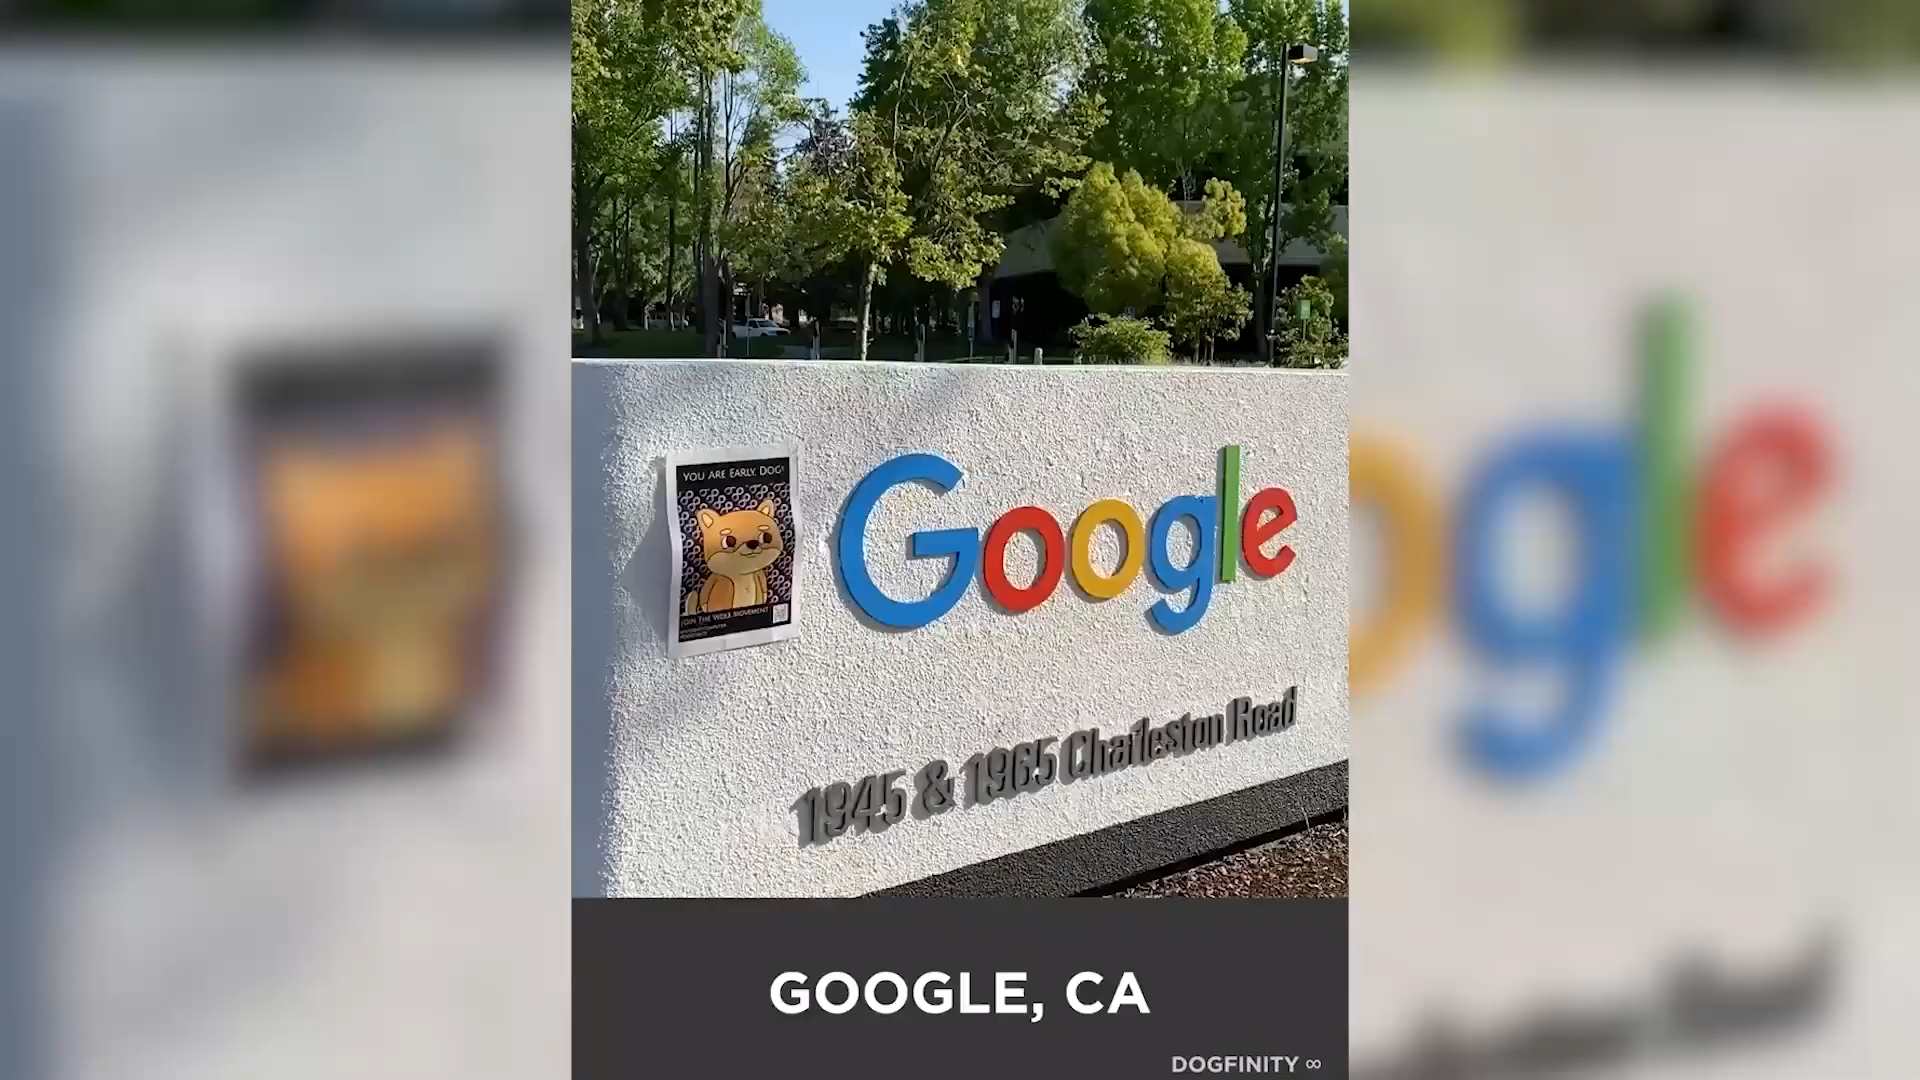 YOU ARE EARLY, DOG!
JOIN THE WEB3 MOVEMENT
Google
1945 & 1965 Charleston Road
GOOGLE, CA
DOGFINITY ∞